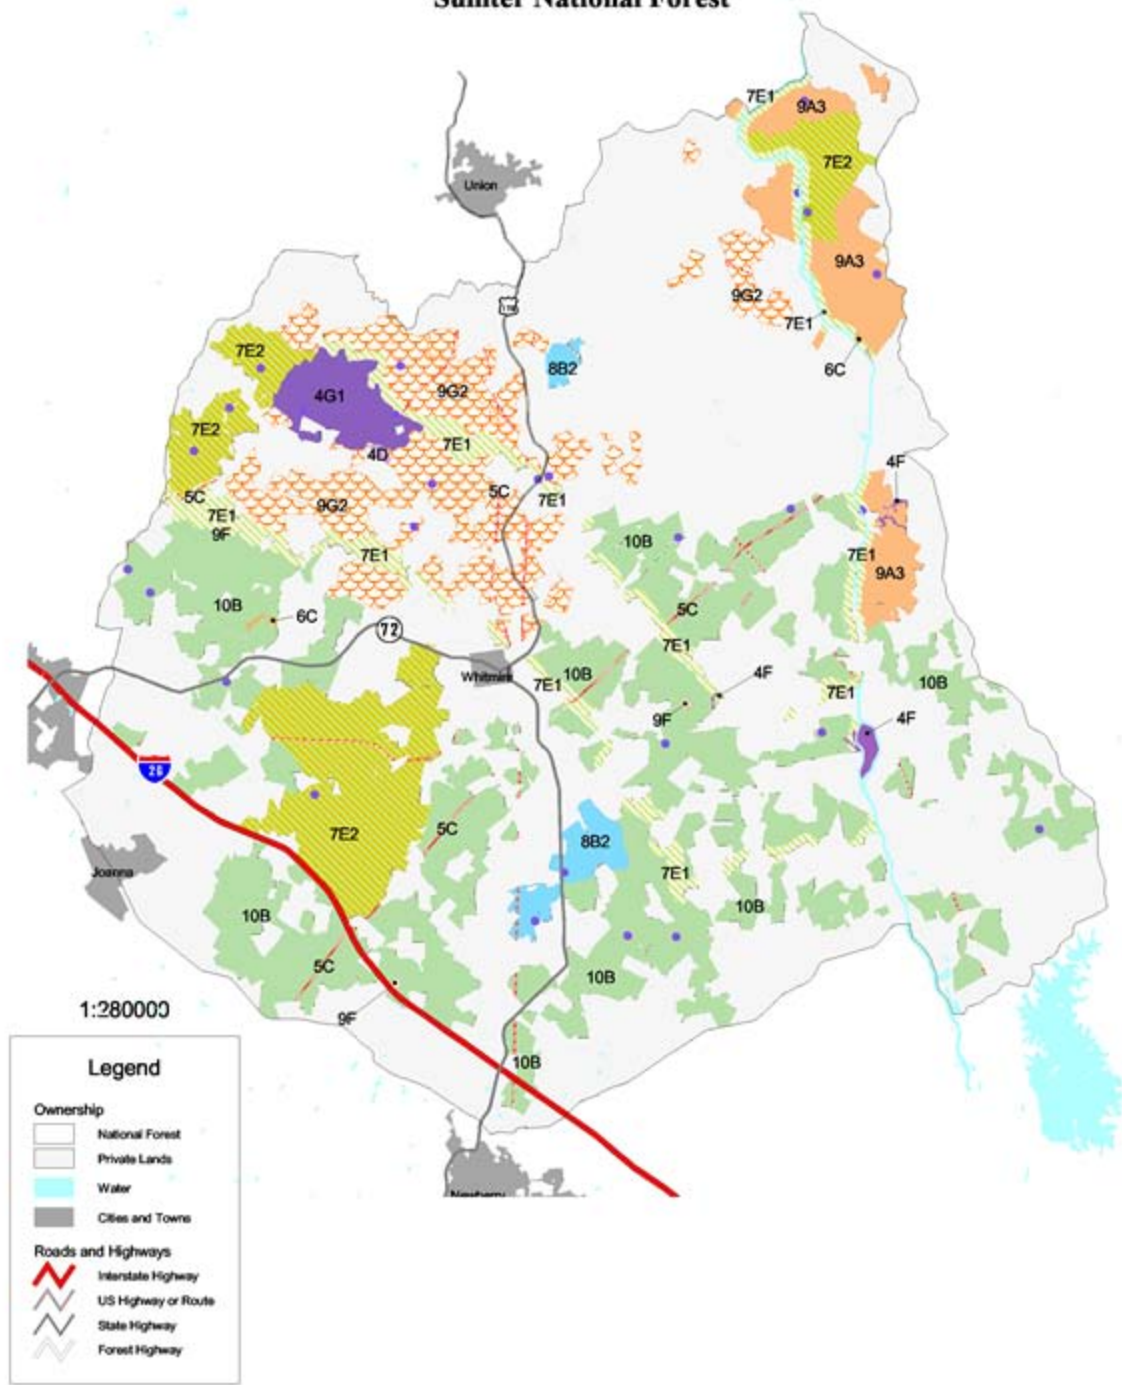 Sumter National Forest
7E1
9A3
7E2
Union
9A3
9G2
7E1
6C
7E2
8B2
4G1
9G2
7E2
7E1
4D
4F
5C
5C
7E1
9G2
7E1
9F
10B
7E1
7E1
9A3
10B
5C
6C
72
7E1
Whitmire
10B
4F
10B
7E1
7E1
9F
4F
26
5C
7E2
8B2
Joanna
7E1
10B
10B
5C
10B
1:280000
9F
10B
Legend
Ownership
National Forest
Private Lands
Water
Cities and Towns
Newberry
Roads and Highways
Interstate Highway
US Highway or Route
State Highway
Forest Highway